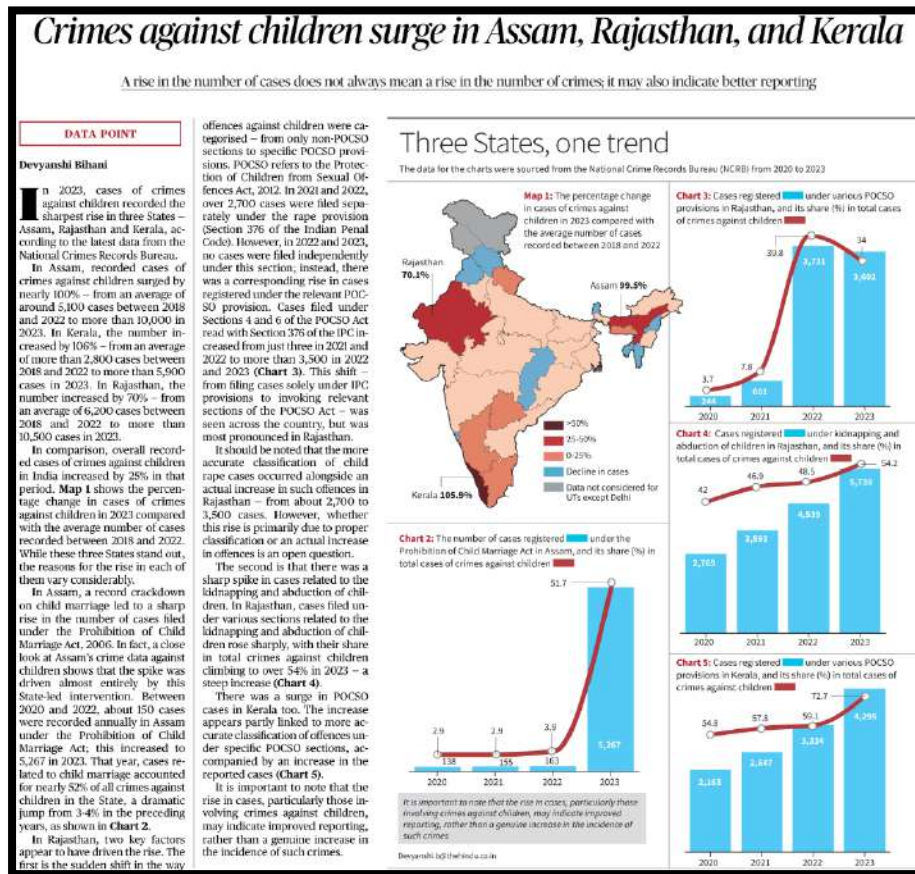 Crimes against children surge in Assam, Rajasthan, and Kerala
A rise in the number of cases does not always mean a rise in the number of crimes; it may also indicate better reporting
DATA POINT
Devyanshi Bihani
In 2023, cases of crimes
against children recorded the
sharpest rise in three States –
Assam, Rajasthan and Kerala, ac-
cording to the latest data from the
National Crimes Records Bureau.
In Assam, recorded cases of
crimes against children surged by
nearly 100% – from an average of
around 5,100 cases between 2018
and 2022 to more than 10,000 in
2023. In Kerala, the number in-
creased by 106% – from an average
of more than 2,800 cases between
2018 and 2022 to more than 5,900
cases in 2023. In Rajasthan, the
number increased by 70% – from
an average of 6,200 cases between
2018 and 2022 to more than
10,500 cases in 2023.
In comparison, overall record-
ed cases of crimes against children
in India increased by 25% in that
period. Map 1 shows the percen-
tage change in cases of crimes
against children in 2023 compared
with the average number of cases
recorded between 2018 and 2022.
While these three States stand out,
the reasons for the rise in each of
them vary considerably.
In Assam, a record crackdown
on child marriage led to a sharp
rise in the number of cases filed
under the Prohibition of Child
Marriage Act, 2006. In fact, a close
look at Assam's crime data against
children shows that the spike was
driven almost entirely by this
State-led intervention. Between
2020 and 2022, about 150 cases
were recorded annually in Assam
under the Prohibition of Child
Marriage Act; this increased to
5,267 in 2023. That year, cases re-
lated to child marriage accounted
for nearly 52% of all crimes against
children in the State, a dramatic
jump from 3-4% in the preceding
years, as shown in Chart 2.
In Rajasthan, two key factors
appear to have driven the rise. The
first is the sudden shift in the way
offences against children were ca-
tegorised – from only non-POCSO
sections to specific POCSO provi-
sions. POCSO refers to the Protec-
tion of Children from Sexual Of-
fences Act, 2012. In 2021 and 2022,
over 2,700 cases were filed sepa-
rately under the rape provision
(Section 376 of the Indian Penal
Code). However, in 2022 and 2023,
no cases were filed independently
under this section; instead, there
was a corresponding rise in cases
registered under the relevant POC-
SO provision. Cases filed under
Sections 4 and 6 of the POCSO Act
read with Section 376 of the IPC in-
creased from just three in 2021 and
2022 to more than 3,500 in 2022
and 2023 (Chart 3). This shift –
from filing cases solely under IPC
provisions to invoking relevant
sections of the POCSO Act – was
seen across the country, but was
most pronounced in Rajasthan.
It should be noted that the more
accurate classification of child
rape cases occurred alongside an
actual increase in such offences in
Rajasthan – from about 2,700 to
3,500 cases. However, whether
this rise is primarily due to proper
classification or an actual increase
in offences is an open question.
The second is that there was a
sharp spike in cases related to the
kidnapping and abduction of chil-
dren. In Rajasthan, cases filed un-
der various sections related to the
kidnapping and abduction of chil-
dren rose sharply, with their share
in total crimes against children
climbing to over 54% in 2023 – a
steep increase (Chart 4).
There was a surge in POCSO
cases in Kerala too. The increase
appears partly linked to more ac-
curate classification of offences un-
der specific POCSO sections, ac-
companied by an increase in the
reported cases (Chart 5).
It is important to note that the
rise in cases, particularly those in-
volving crimes against children,
may indicate improved reporting,
rather than a genuine increase in
the incidence of such crimes.
Three States, one trend
The data for the charts were sourced from the National Crime Records Bureau (NCRB) from 2020 to 2023
Map 1: The percentage change
in cases of crimes against
children in 2023 compared with
the average number of cases
recorded between 2018 and 2022
Rajasthan
70.1%
Assam 99.5%
Kerala 105.9%
>50%
25-50%
0-25%
Decline in cases
Data not considered for
UTs except Delhi
Chart 2: The number of cases registered under the
Prohibition of Child Marriage Act in Assam, and its share (%) in
total cases of crimes against children
51.7
2.9 2.9 3.9
138 155 163 5,267
2020 2021 2022 2023
It is important to note that the rise in cases, particularly those
involving crimes against children, may indicate improved
reporting, rather than a genuine increase in the incidence of
such crimes
Devyanshi.b@thehindu.co.in
Chart 3: Cases registered under various POCSO
provisions in Rajasthan, and its share (%) in total cases
of crimes against children
39.8 34
3.7 7.8
244 601 3,731 3,602
2020 2021 2022 2023
Chart 4: Cases registered under kidnapping and
abduction of children in Rajasthan, and its share (%) in
total cases of crimes against children
42 46.9 48.5 54.2
2,765 4,539 5,738
2020 2021 2022 2023
Chart 5: Cases registered under various POCSO
provisions in Kerala, and its share (%) in total cases of
crimes against children
54.8 57.8 59.1 72.7
2,163 3,334 4,295
2020 2021 2022 2023